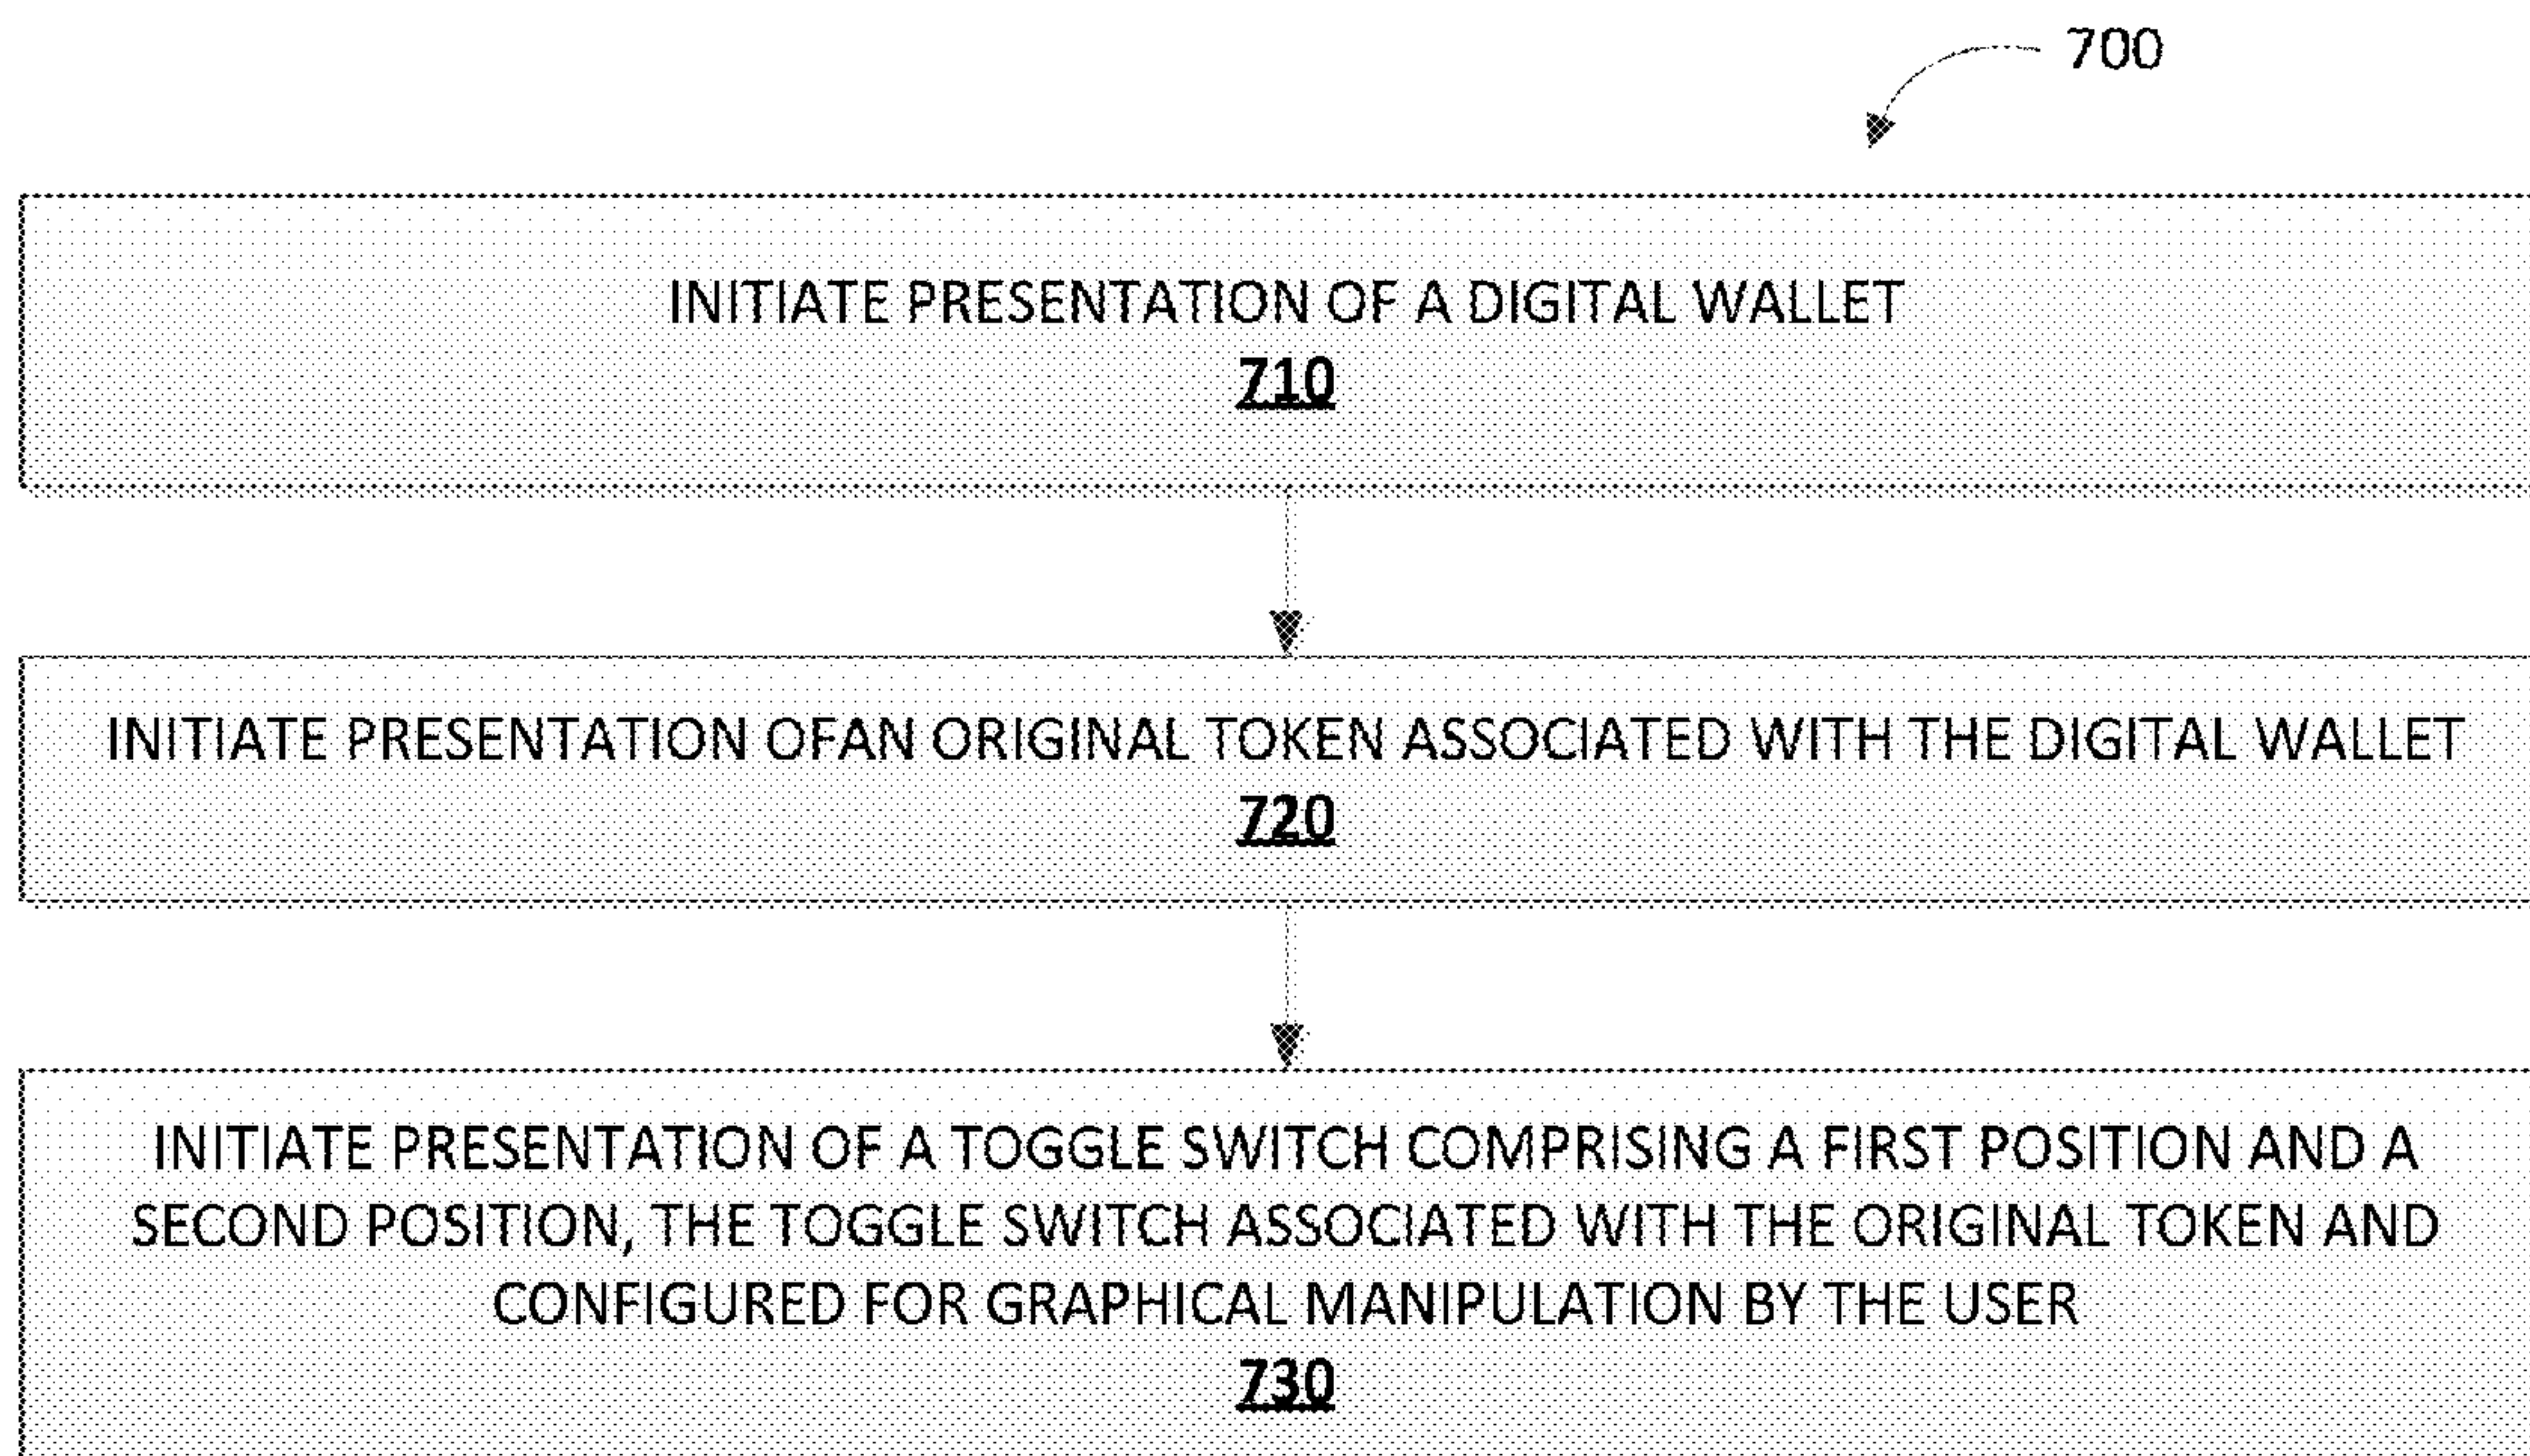 700
INITIATE PRESENTATION OF A DIGITAL WALLET
710
INITIATE PRESENTATION OFAN ORIGINAL TOKEN ASSOCIATED WITH THE DIGITAL WALLET
720
INITIATE PRESENTATION OF A TOGGLE SWITCH COMPRISING A FIRST POSITION AND A
SECOND POSITION, THE TOGGLE SWITCH ASSOCIATED WITH THE ORIGINAL TOKEN AND
CONFIGURED FOR GRAPHICAL MANIPULATION BY THE USER
730